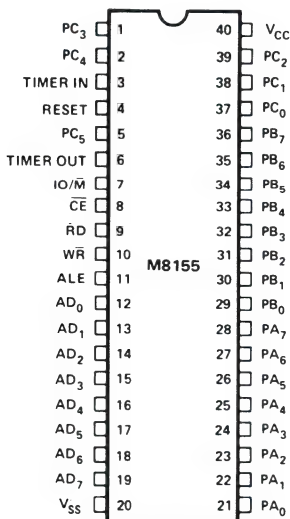 PC₃ 1 40 V_CC
PC₄ 2 39 PC₂
TIMER IN 3 38 PC₁
RESET 4 37 PC₀
PC₅ 5 36 PB₇
TIMER OUT 6 35 PB₆
IO/M̅ 7 34 PB₅
C̅E̅ 8 33 PB₄
R̅D̅ 9 32 PB₃
W̅R̅ 10 31 PB₂
M8155
ALE 11 30 PB₁
AD₀ 12 29 PB₀
AD₁ 13 28 PA₇
AD₂ 14 27 PA₆
AD₃ 15 26 PA₅
AD₄ 16 25 PA₄
AD₅ 17 24 PA₃
AD₆ 18 23 PA₂
AD₇ 19 22 PA₁
V_SS 20 21 PA₀